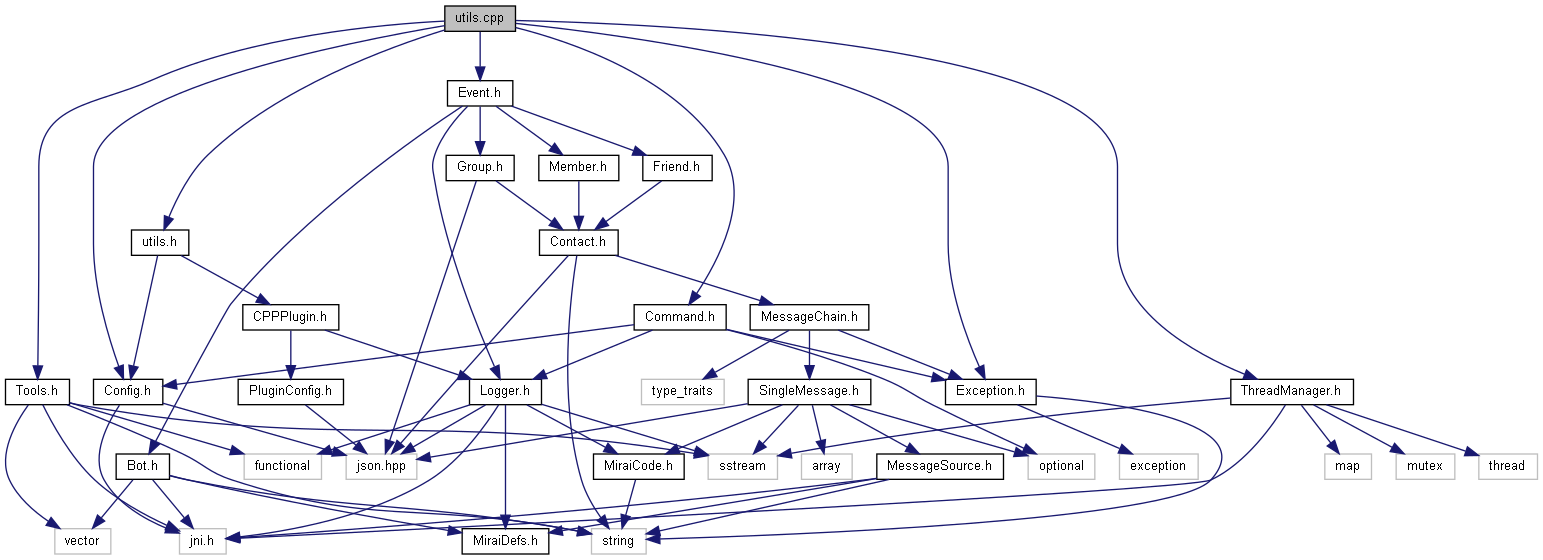 utils.cpp
Event.h
Group.h
Member.h
Friend.h
utils.h
Contact.h
CPPPlugin.h
Command.h
MessageChain.h
Tools.h
Config.h
PluginConfig.h
Logger.h
type_traits
SingleMessage.h
Exception.h
ThreadManager.h
Bot.h
functional
json.hpp
MiraiCode.h
sstream
array
MessageSource.h
optional
exception
map
mutex
thread
vector
jni.h
MiraiDefs.h
string